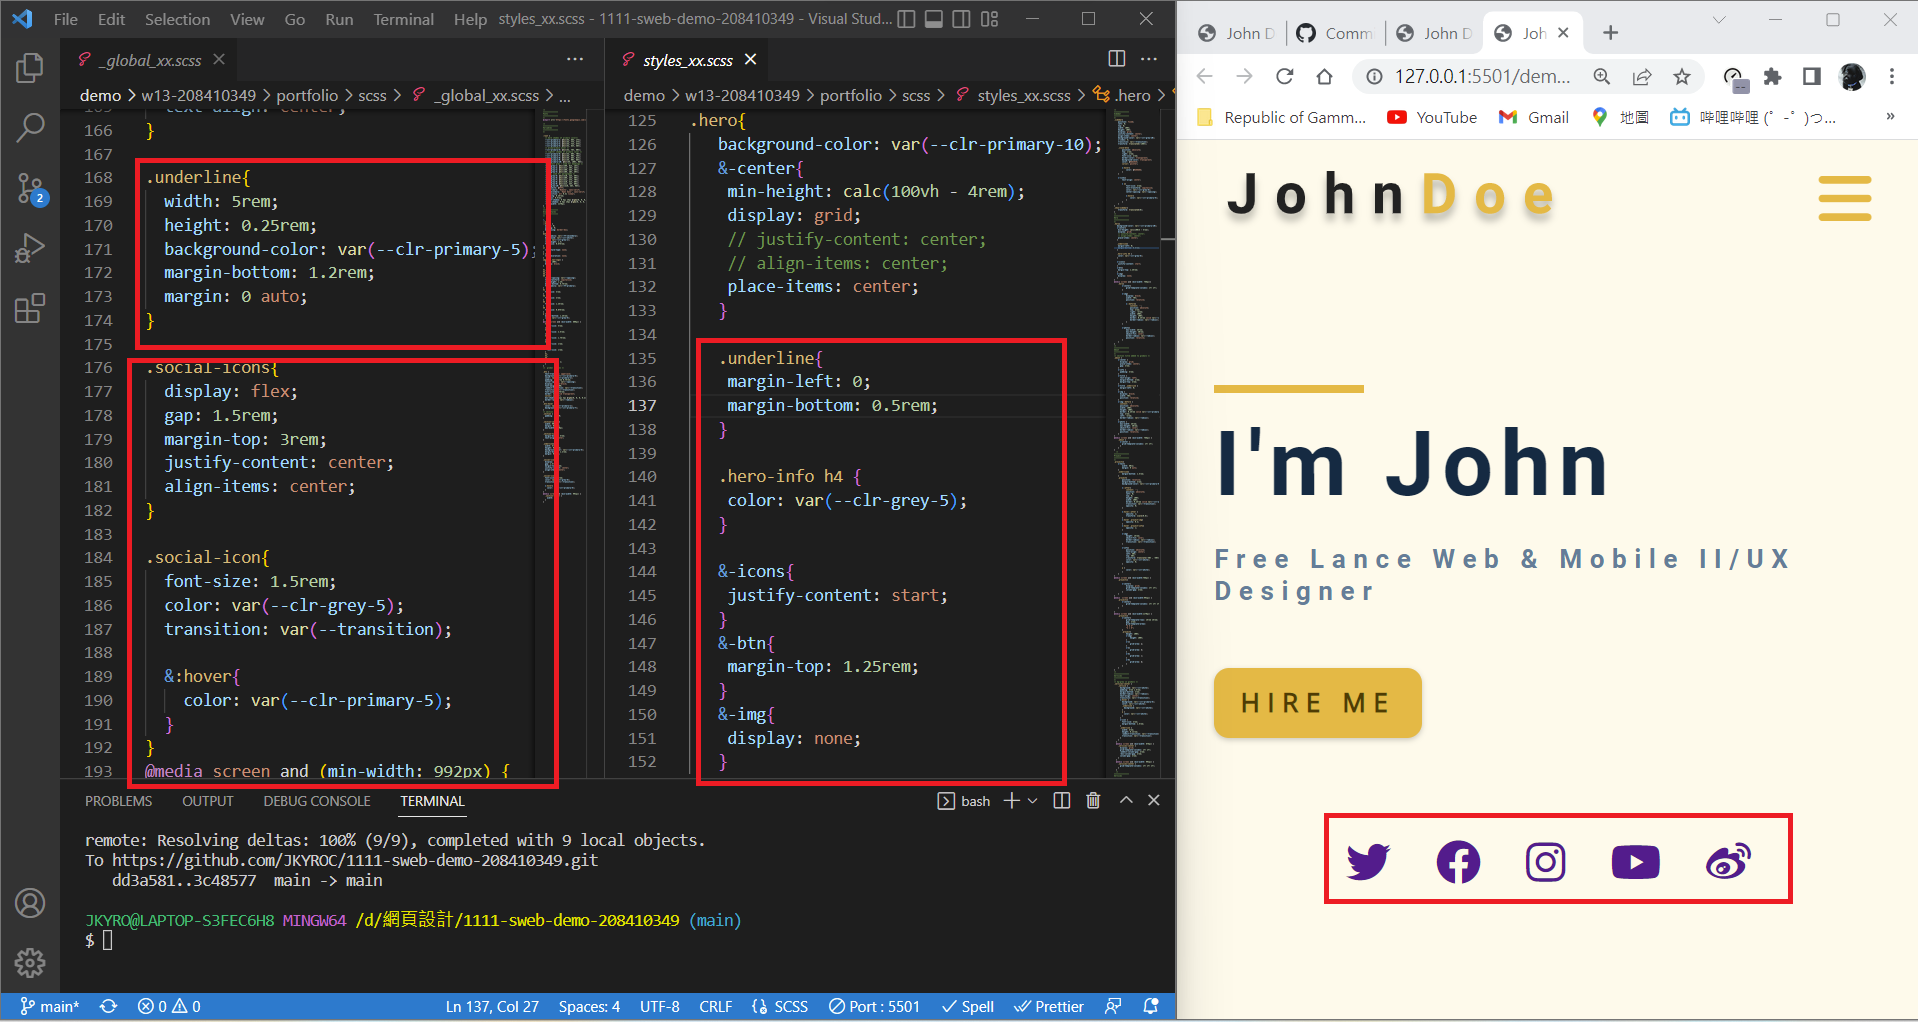 File Edit Selection View Go Run Terminal Help styles_xx.scss - 1111-sweb-demo-208410349 - Visual Stud...
_global_xx.scss
demo > w13-208410349 > portfolio > scss > _global_xx.scss > ...
text-align: center;
166 }
167
168 .underline{
169 width: 5rem;
170 height: 0.25rem;
171 background-color: var(--clr-primary-5);
172 margin-bottom: 1.2rem;
173 margin: 0 auto;
174 }
175
176 .social-icons{
177 display: flex;
178 gap: 1.5rem;
179 margin-top: 3rem;
180 justify-content: center;
181 align-items: center;
182 }
183
184 .social-icon{
185 font-size: 1.5rem;
186 color: var(--clr-grey-5);
187 transition: var(--transition);
188
189 &:hover{
190 color: var(--clr-primary-5);
191 }
192 }
193 @media screen and (min-width: 992px) {
styles_xx.scss
demo > w13-208410349 > portfolio > scss > styles_xx.scss > .hero >
125 .hero{
126 background-color: var(--clr-primary-10);
127 &-center{
128 min-height: calc(100vh - 4rem);
129 display: grid;
130 // justify-content: center;
131 // align-items: center;
132 place-items: center;
133 }
134
135 .underline{
136 margin-left: 0;
137 margin-bottom: 0.5rem;
138 }
139
140 .hero-info h4 {
141 color: var(--clr-grey-5);
142 }
143
144 &-icons{
145 justify-content: start;
146 }
147 &-btn{
148 margin-top: 1.25rem;
149 }
150 &-img{
151 display: none;
152 }
PROBLEMS OUTPUT DEBUG CONSOLE TERMINAL bash
remote: Resolving deltas: 100% (9/9), completed with 9 local objects.
To https://github.com/JKYROC/1111-sweb-demo-208410349.git
dd3a581..3c48577 main -> main
JKYRO@LAPTOP-S3FEC6H8 MINGW64 /d/網頁設計/1111-sweb-demo-208410349 (main)
$
2
main* 0 0 Ln 137, Col 27 Spaces: 4 UTF-8 CRLF SCSS Port : 5501 Spell Prettier
John D Comm John D Joh
127.0.0.1:5501/dem...
Republic of Gamm... YouTube Gmail 地圖 哔哩哔哩 (゜-゜)つ... »
JohnDoe
I'm John
Free Lance Web & Mobile II/UX
Designer
HIRE ME